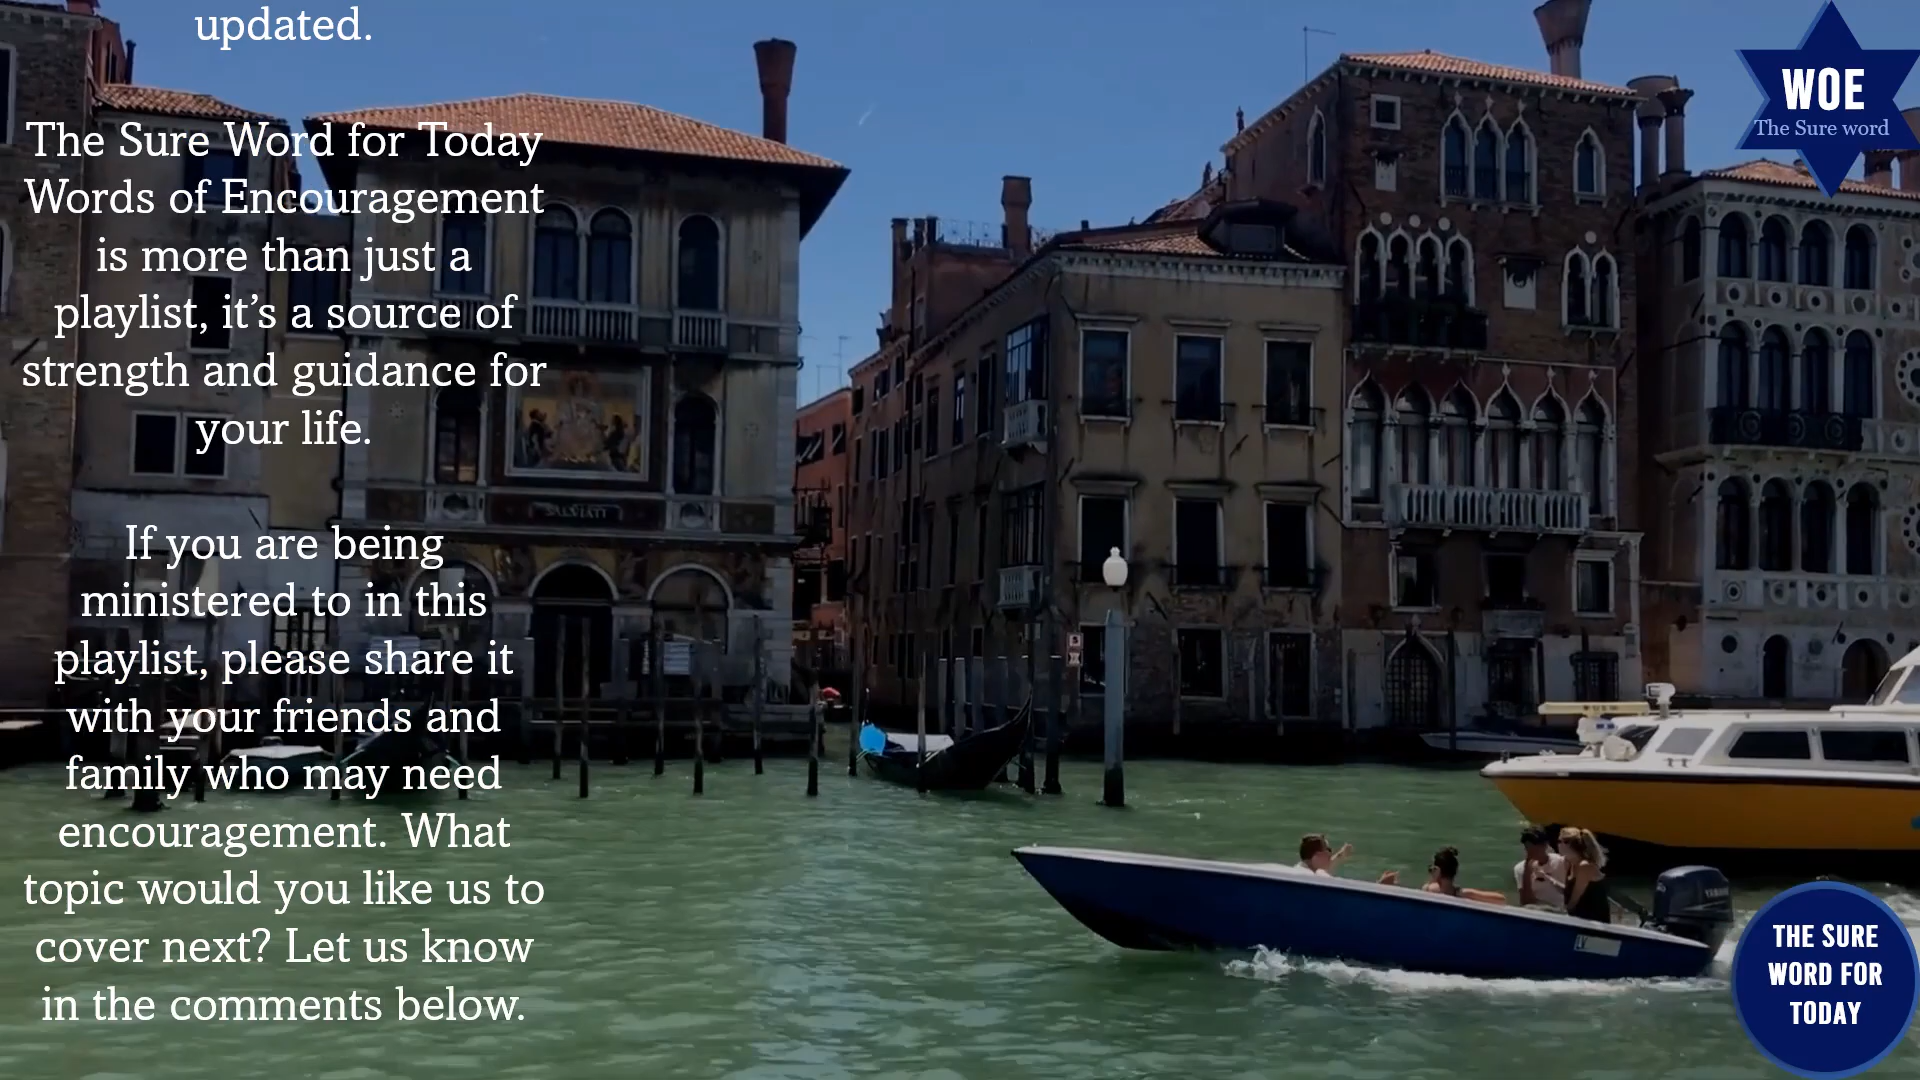 updated.
The Sure Word for Today
Words of Encouragement
is more than just a
playlist, it’s a source of
strength and guidance for
your life.
If you are being
ministered to in this
playlist, please share it
with your friends and
family who may need
encouragement. What
topic would you like us to
cover next? Let us know
in the comments below.
WOE
The Sure word
SALVIATI
YAMAHA
THE SURE
WORD FOR
TODAY